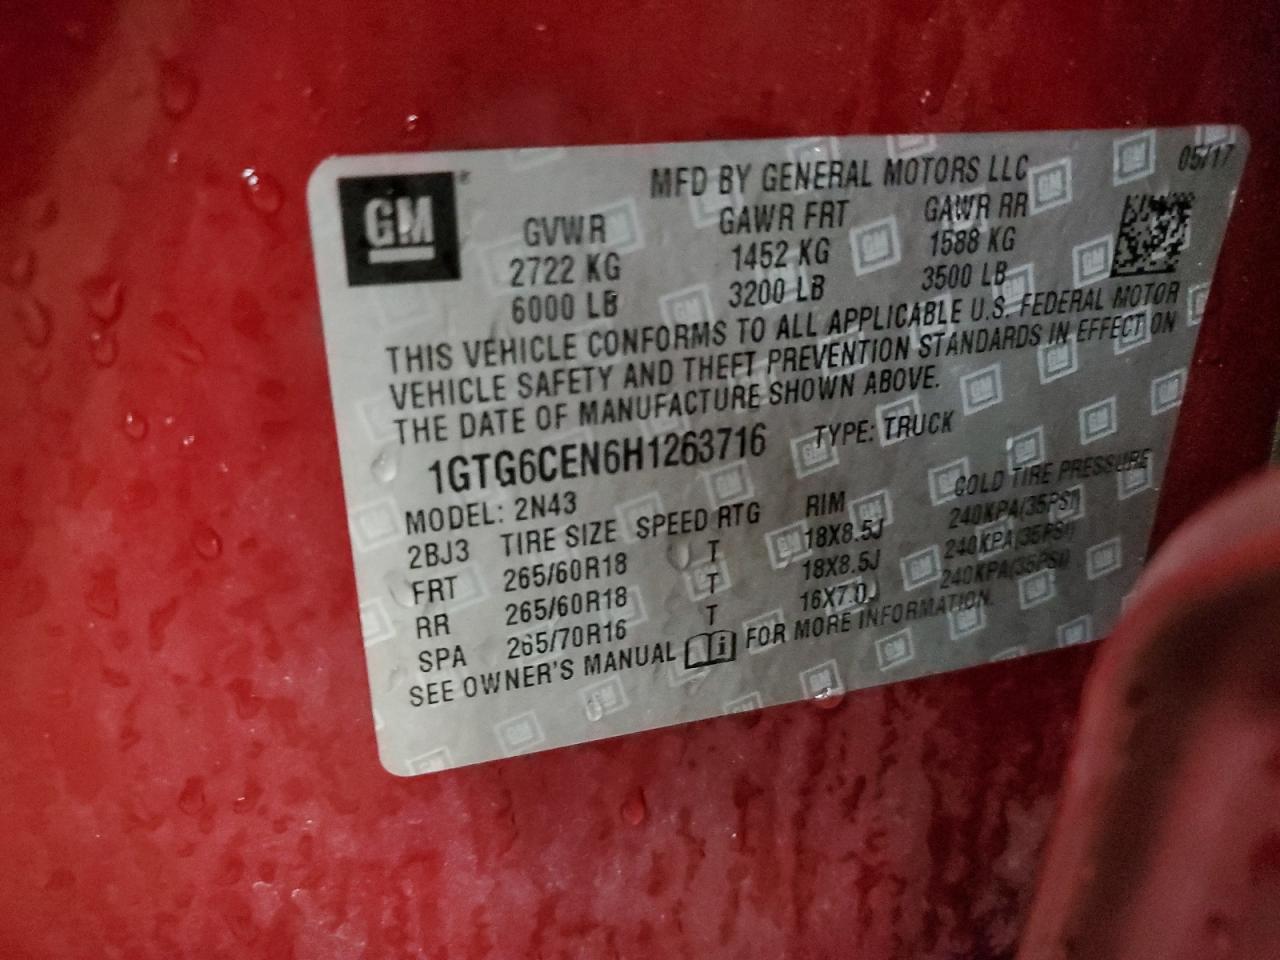 GM
MFD BY GENERAL MOTORS LLC 05/17
GVWR GAWR FRT GAWR RR
2722 KG 1452 KG 1588 KG
6000 LB 3200 LB 3500 LB
THIS VEHICLE CONFORMS TO ALL APPLICABLE U.S. FEDERAL MOTOR
VEHICLE SAFETY AND THEFT PREVENTION STANDARDS IN EFFECT ON
THE DATE OF MANUFACTURE SHOWN ABOVE.
1GTG6CEN6H1263716 TYPE: TRUCK
MODEL: 2N43
2BJ3 TIRE SIZE SPEED RTG RIM COLD TIRE PRESSURE
FRT 265/60R18 T 18X8.5J 240KPA(35PSI)
RR 265/60R18 T 18X8.5J 240KPA(35PSI)
SPA 265/70R16 T 16X7.0J 240KPA(35PSI)
SEE OWNER'S MANUAL FOR MORE INFORMATION.